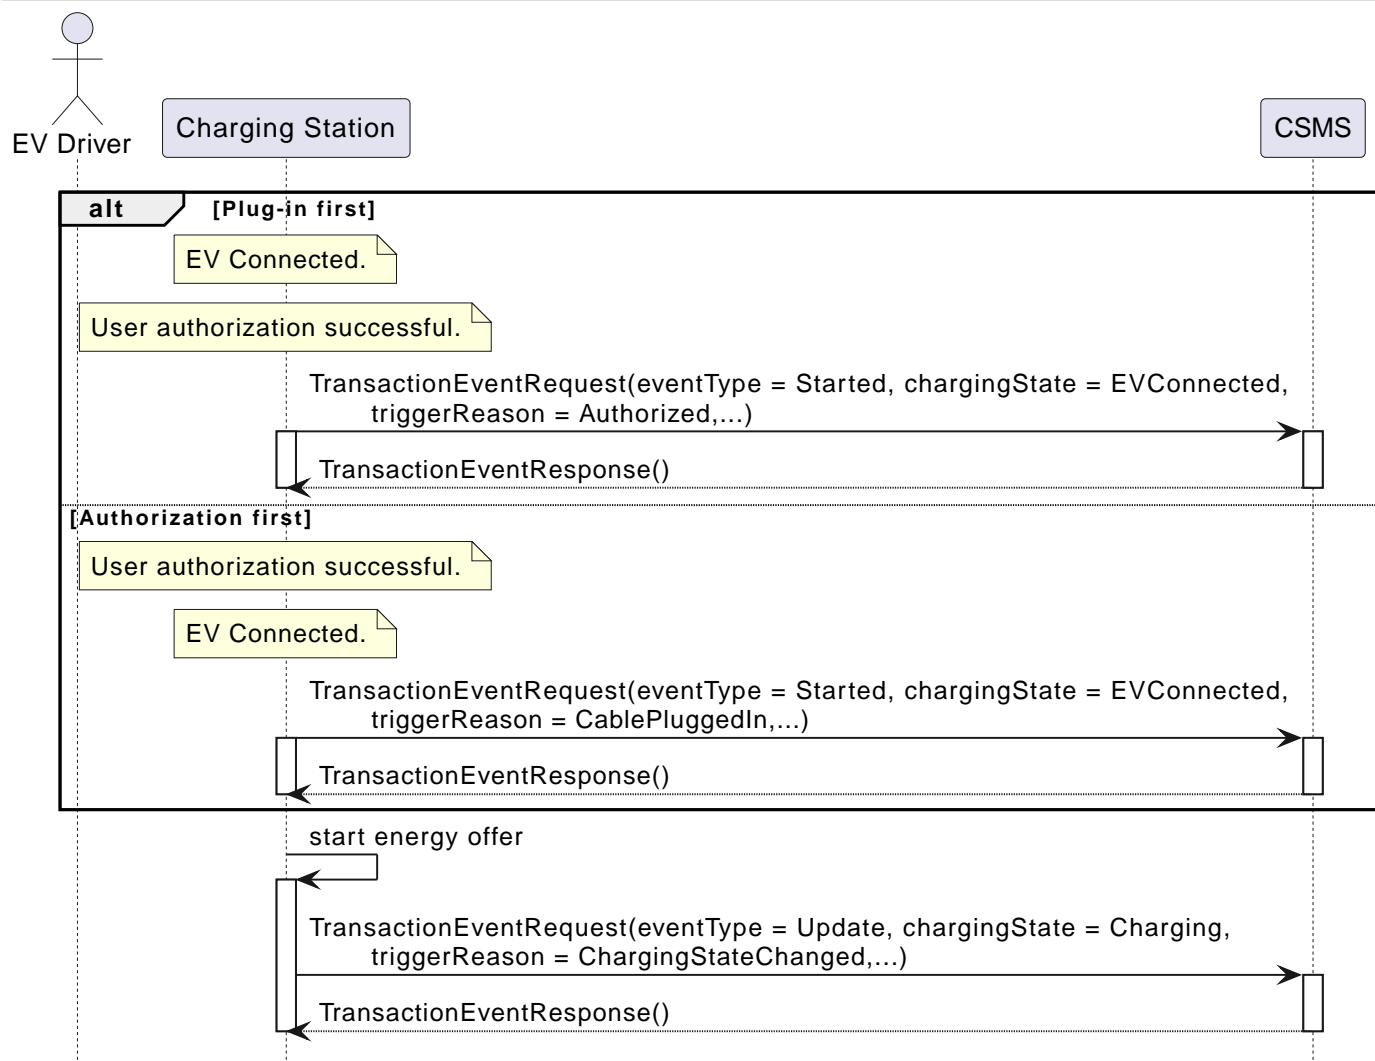 EV Driver
Charging Station
CSMS
alt
[Plug-in first]
EV Connected.
User authorization successful.
TransactionEventRequest(eventType = Started, chargingState = EVConnected,
triggerReason = Authorized,...)
TransactionEventResponse()
[Authorization first]
User authorization successful.
EV Connected.
TransactionEventRequest(eventType = Started, chargingState = EVConnected,
triggerReason = CablePluggedIn,...)
TransactionEventResponse()
start energy offer
TransactionEventRequest(eventType = Update, chargingState = Charging,
triggerReason = ChargingStateChanged,...)
TransactionEventResponse()